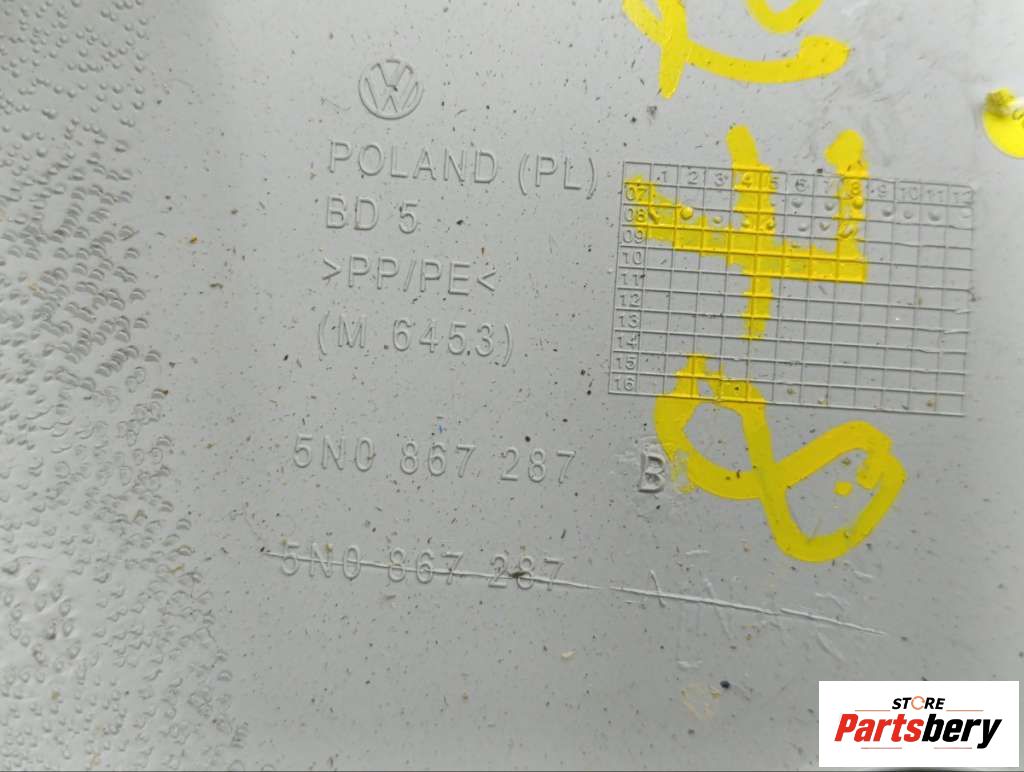 POLAND (PL)
BD 5
>PP/PE<
(M 6453)
1 2 3 4 5 6 7 8 9 10 11 12
07
08
09
10
11
12
13
14
15
16
5N0 867 287 B
5N0 867 287 A
STORE
Partsbery